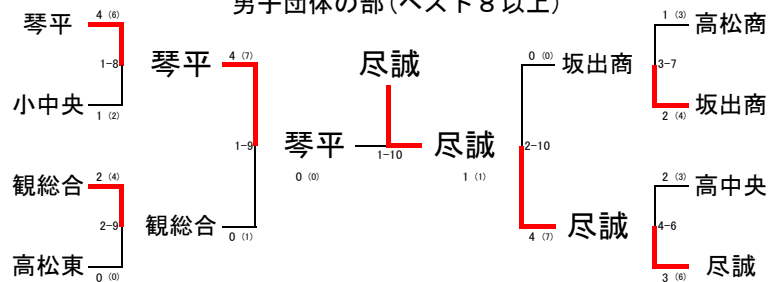 男子団体の部(ベスト8以上)
琴平
4 (6)
1-8
小中央
1 (2)
観総合
2 (4)
2-9
高松東
0 (0)
琴平
4 (7)
1-9
観総合
0 (1)
尽誠
琴平
0 (0)
1-10
尽誠
1 (1)
0 (0)
坂出商
2-10
4 (7)
尽誠
1 (3)
高松商
3-7
2 (4)
坂出商
2 (3)
高中央
4-6
3 (6)
尽誠